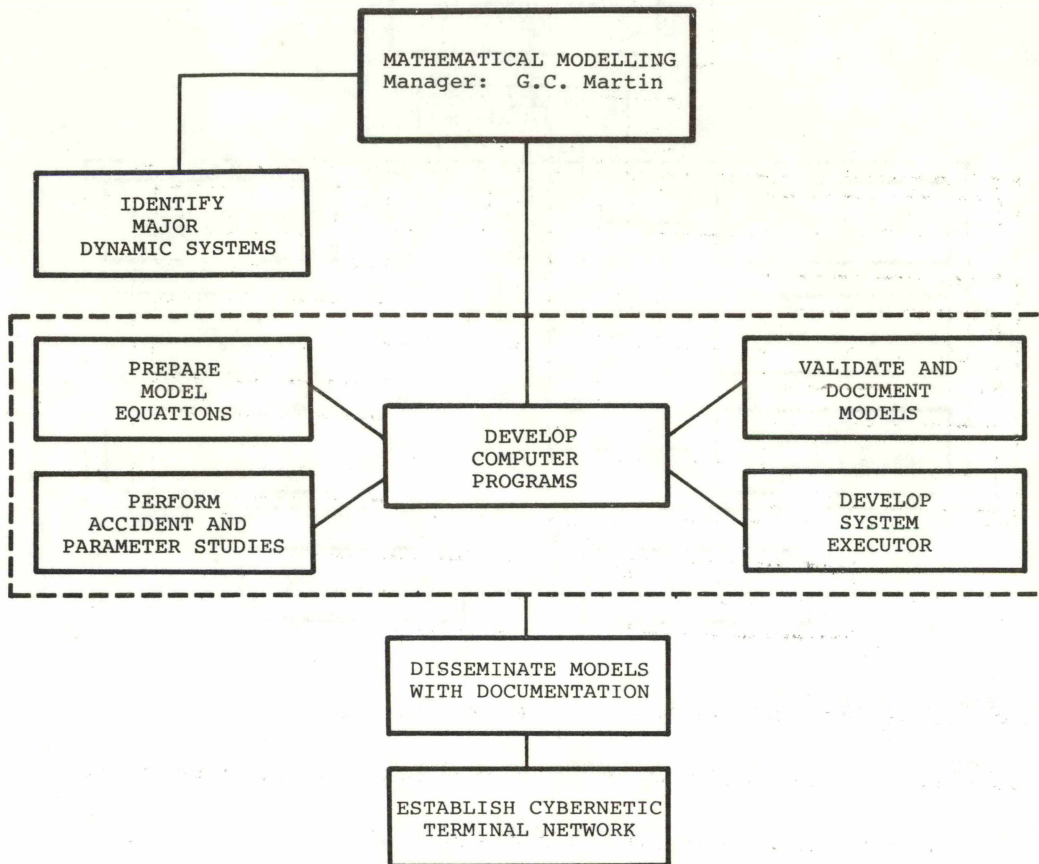 MATHEMATICAL MODELLING
Manager: G.C. Martin
IDENTIFY
MAJOR
DYNAMIC SYSTEMS
PREPARE
MODEL
EQUATIONS
VALIDATE AND
DOCUMENT
MODELS
DEVELOP
COMPUTER
PROGRAMS
PERFORM
ACCIDENT AND
PARAMETER STUDIES
DEVELOP
SYSTEM
EXECUTOR
DISSEMINATE MODELS
WITH DOCUMENTATION
ESTABLISH CYBERNETIC
TERMINAL NETWORK